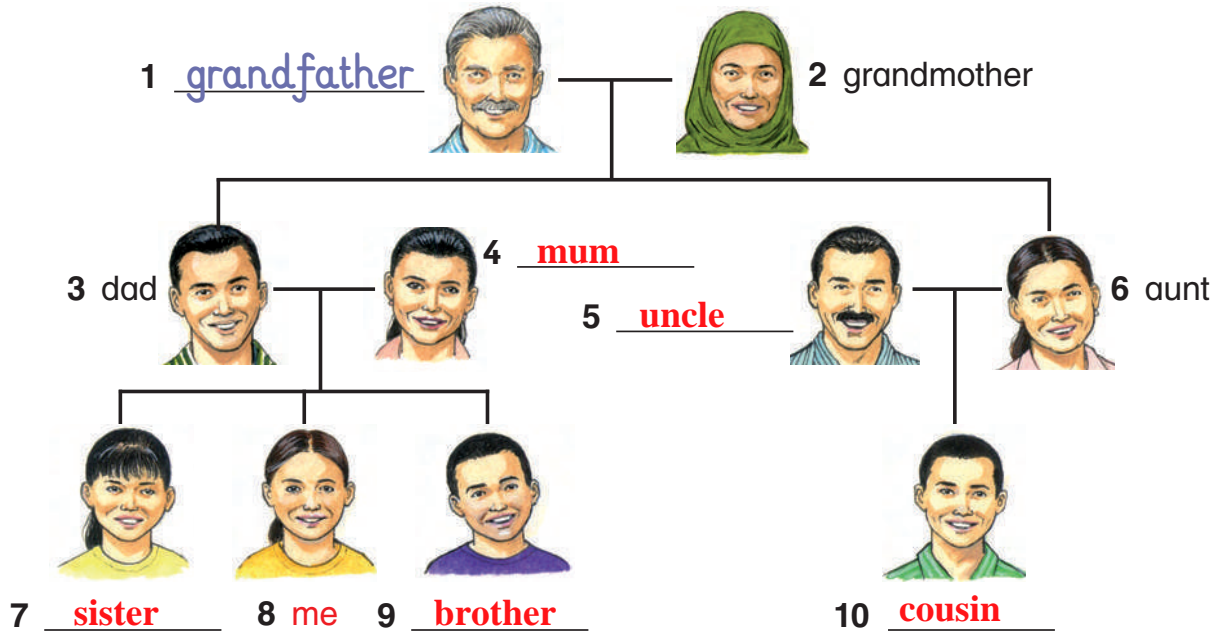 1 grandfather
2 grandmother
3 dad
4 mum
5 uncle
6 aunt
7 sister
8 me
9 brother
10 cousin